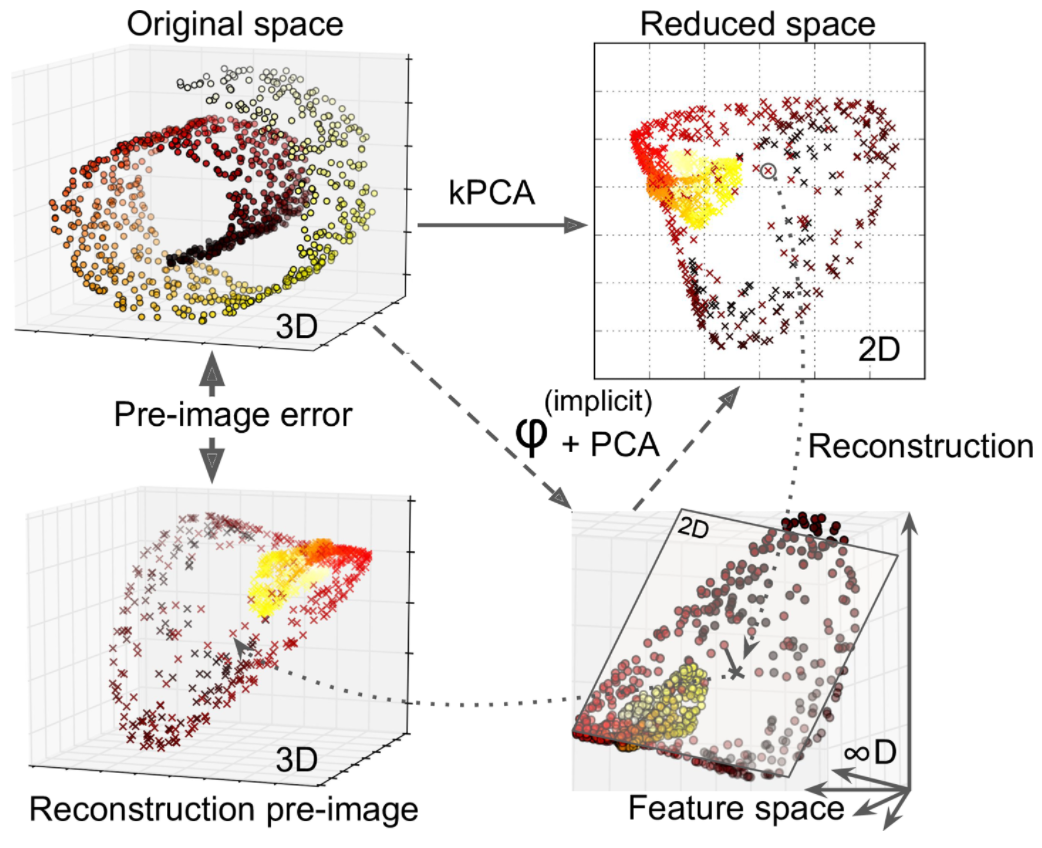 Original space
Reduced space
kPCA
3D
2D
Pre-image error
(implicit)
φ + PCA
Reconstruction
2D
3D
∞D
Reconstruction pre-image
Feature space